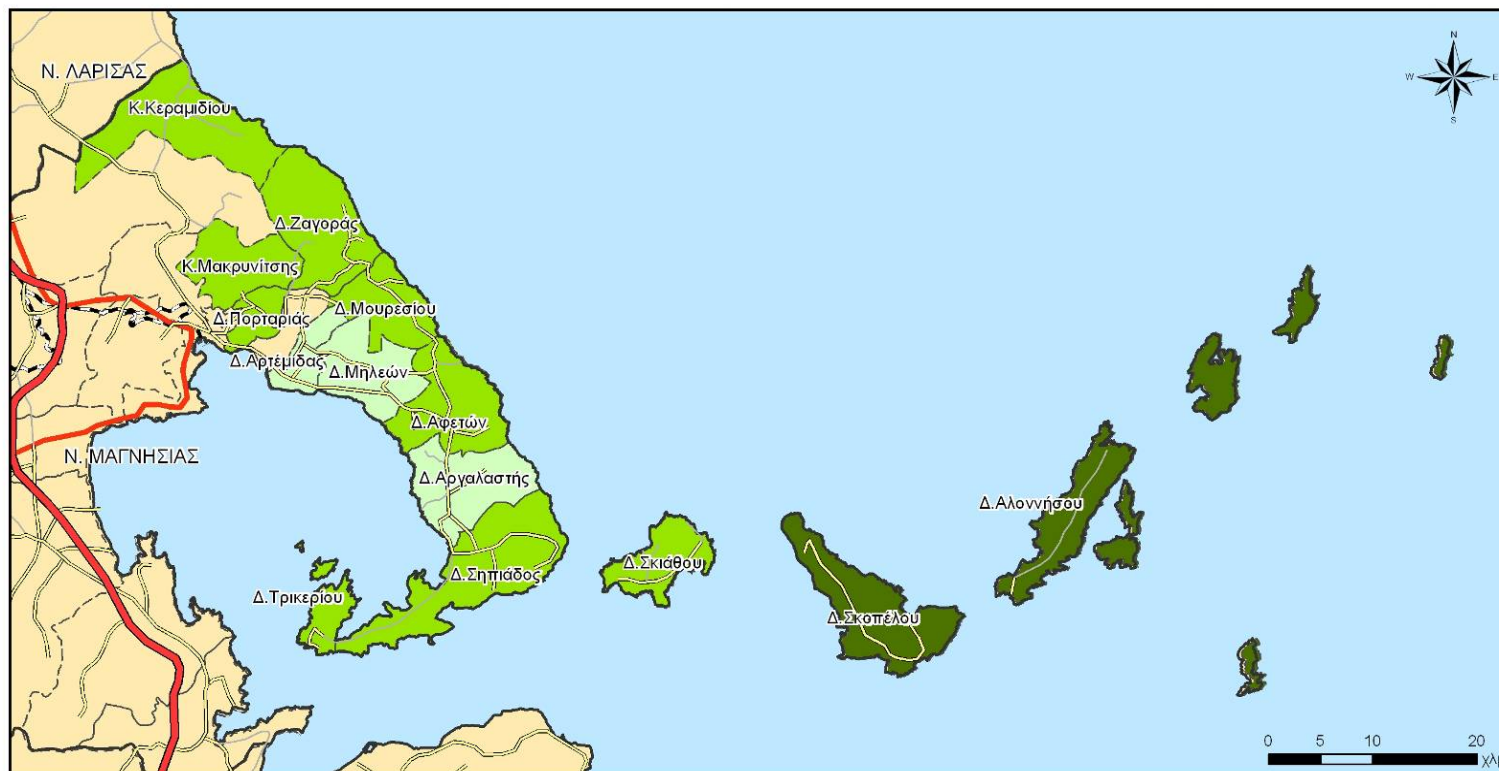 N
W E
S
Ν. ΛΑΡΙΣΑΣ
Κ.Κεραμιδίου
Δ.Ζαγοράς
Κ.Μακρυνίτσης
Δ.Μουρεσίου
Δ.Πορταριάς
Δ.Αρτέμιδας
Δ.Μηλεών
Δ.Αφετών
Ν. ΜΑΓΝΗΣΙΑΣ
Δ.Αργαλαστής
Δ.Αλοννήσου
Δ.Σκιάθου
Δ.Σηπιάδος
Δ.Τρικερίου
Δ.Σκοπέλου
0 5 10 20
χλμ